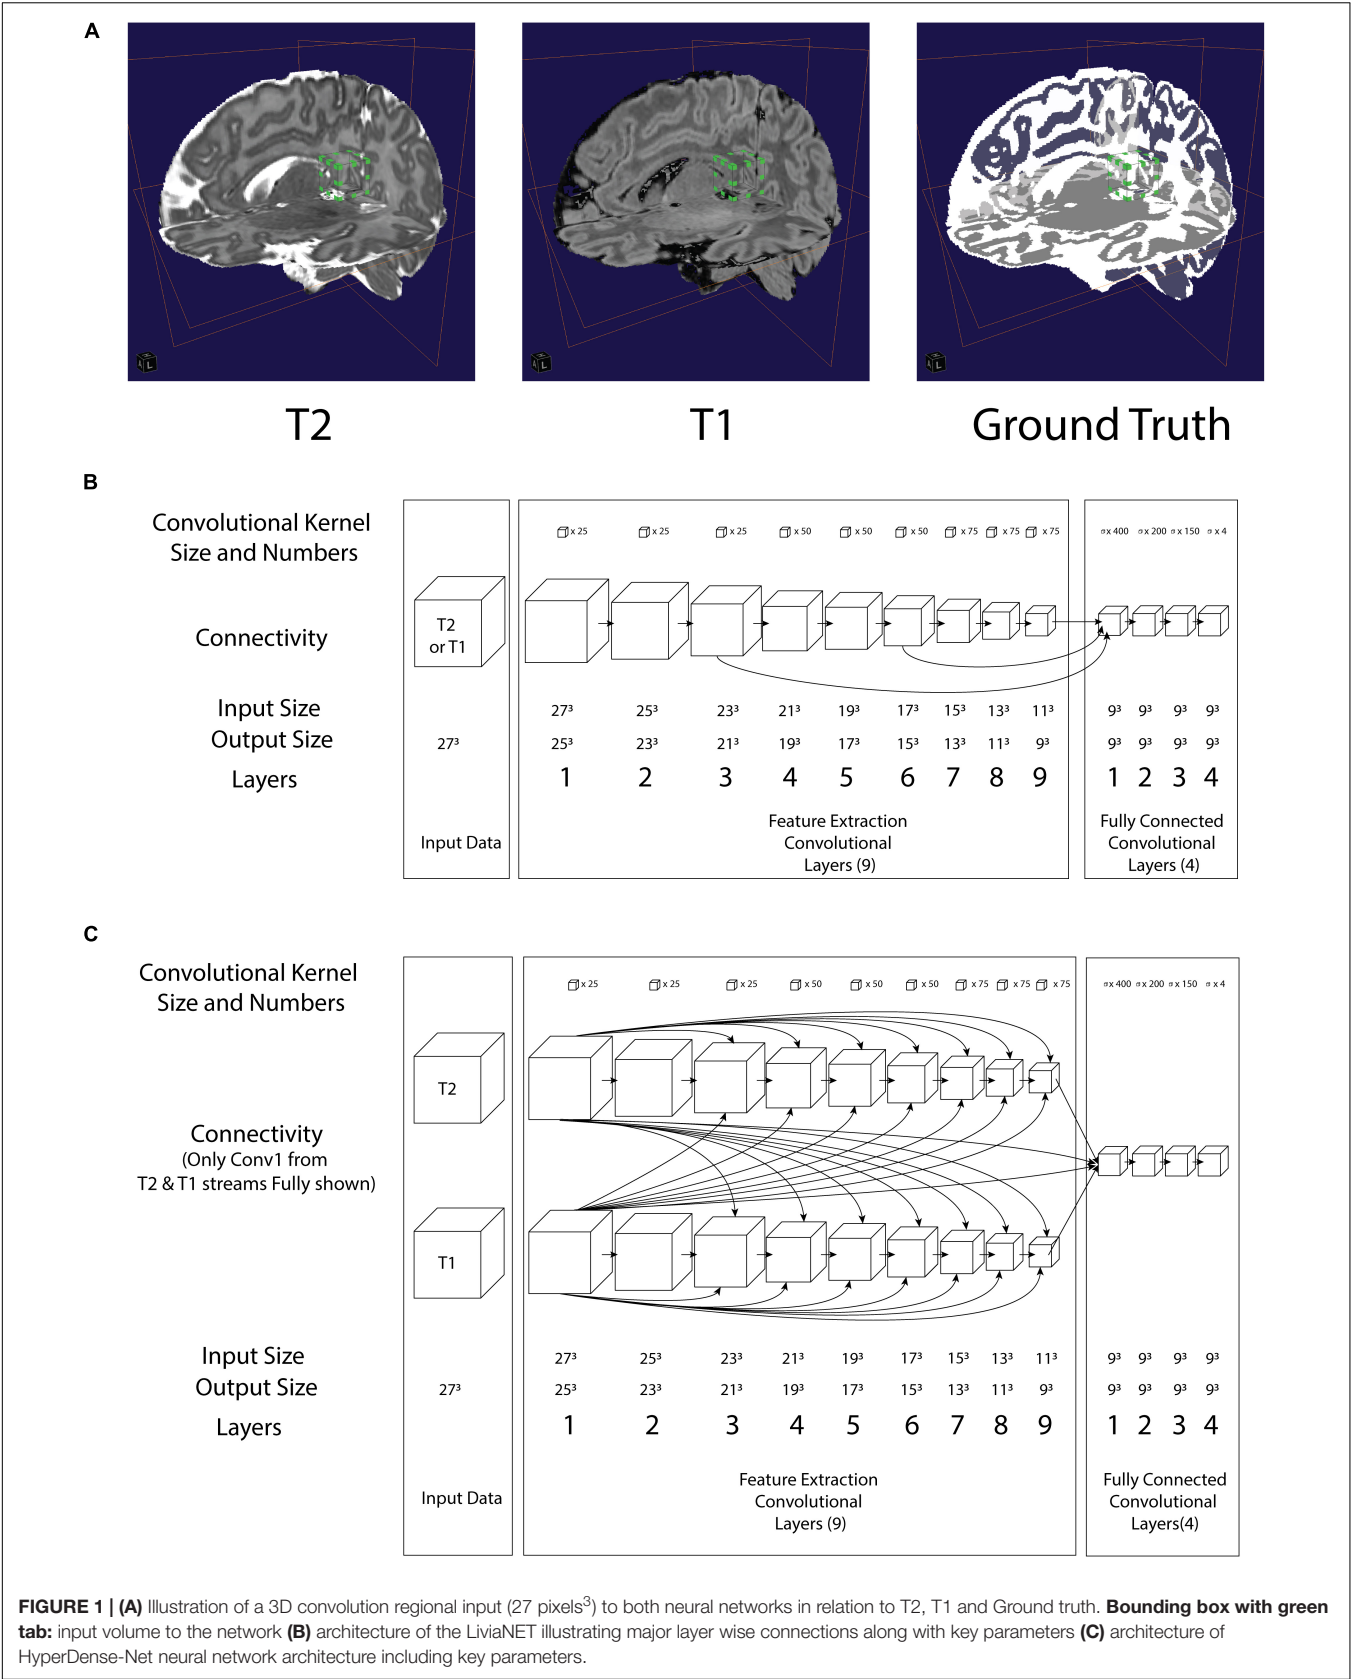 A
L
L
L
T2
T1
Ground Truth
B
Convolutional Kernel
Size and Numbers
x 25
x 25
x 25
x 50
x 50
x 50
x 75
x 75
x 75
x 400
x 200
x 150
x 4
T2
or T1
Connectivity
Input Size
27³ 25³ 23³ 21³ 19³ 17³ 15³ 13³ 11³ 9³ 9³ 9³ 9³
Output Size
27³ 25³ 23³ 21³ 19³ 17³ 15³ 13³ 11³ 9³ 9³ 9³ 9³ 9³
Layers
1 2 3 4 5 6 7 8 9 1 2 3 4
Input Data
Feature Extraction
Convolutional
Layers (9)
Fully Connected
Convolutional
Layers (4)
C
Convolutional Kernel
Size and Numbers
x 25
x 25
x 25
x 50
x 50
x 50
x 75
x 75
x 75
x 400
x 200
x 150
x 4
T2
Connectivity
(Only Conv1 from
T2 & T1 streams Fully shown)
T1
Input Size
27³ 25³ 23³ 21³ 19³ 17³ 15³ 13³ 11³ 9³ 9³ 9³ 9³
Output Size
27³ 25³ 23³ 21³ 19³ 17³ 15³ 13³ 11³ 9³ 9³ 9³ 9³ 9³
Layers
1 2 3 4 5 6 7 8 9 1 2 3 4
Input Data
Feature Extraction
Convolutional
Layers (9)
Fully Connected
Convolutional
Layers(4)
FIGURE 1 | (A) Illustration of a 3D convolution regional input (27 pixels³) to both neural networks in relation to T2, T1 and Ground truth. Bounding box with green
tab: input volume to the network (B) architecture of the LiviaNET illustrating major layer wise connections along with key parameters (C) architecture of
HyperDense-Net neural network architecture including key parameters.